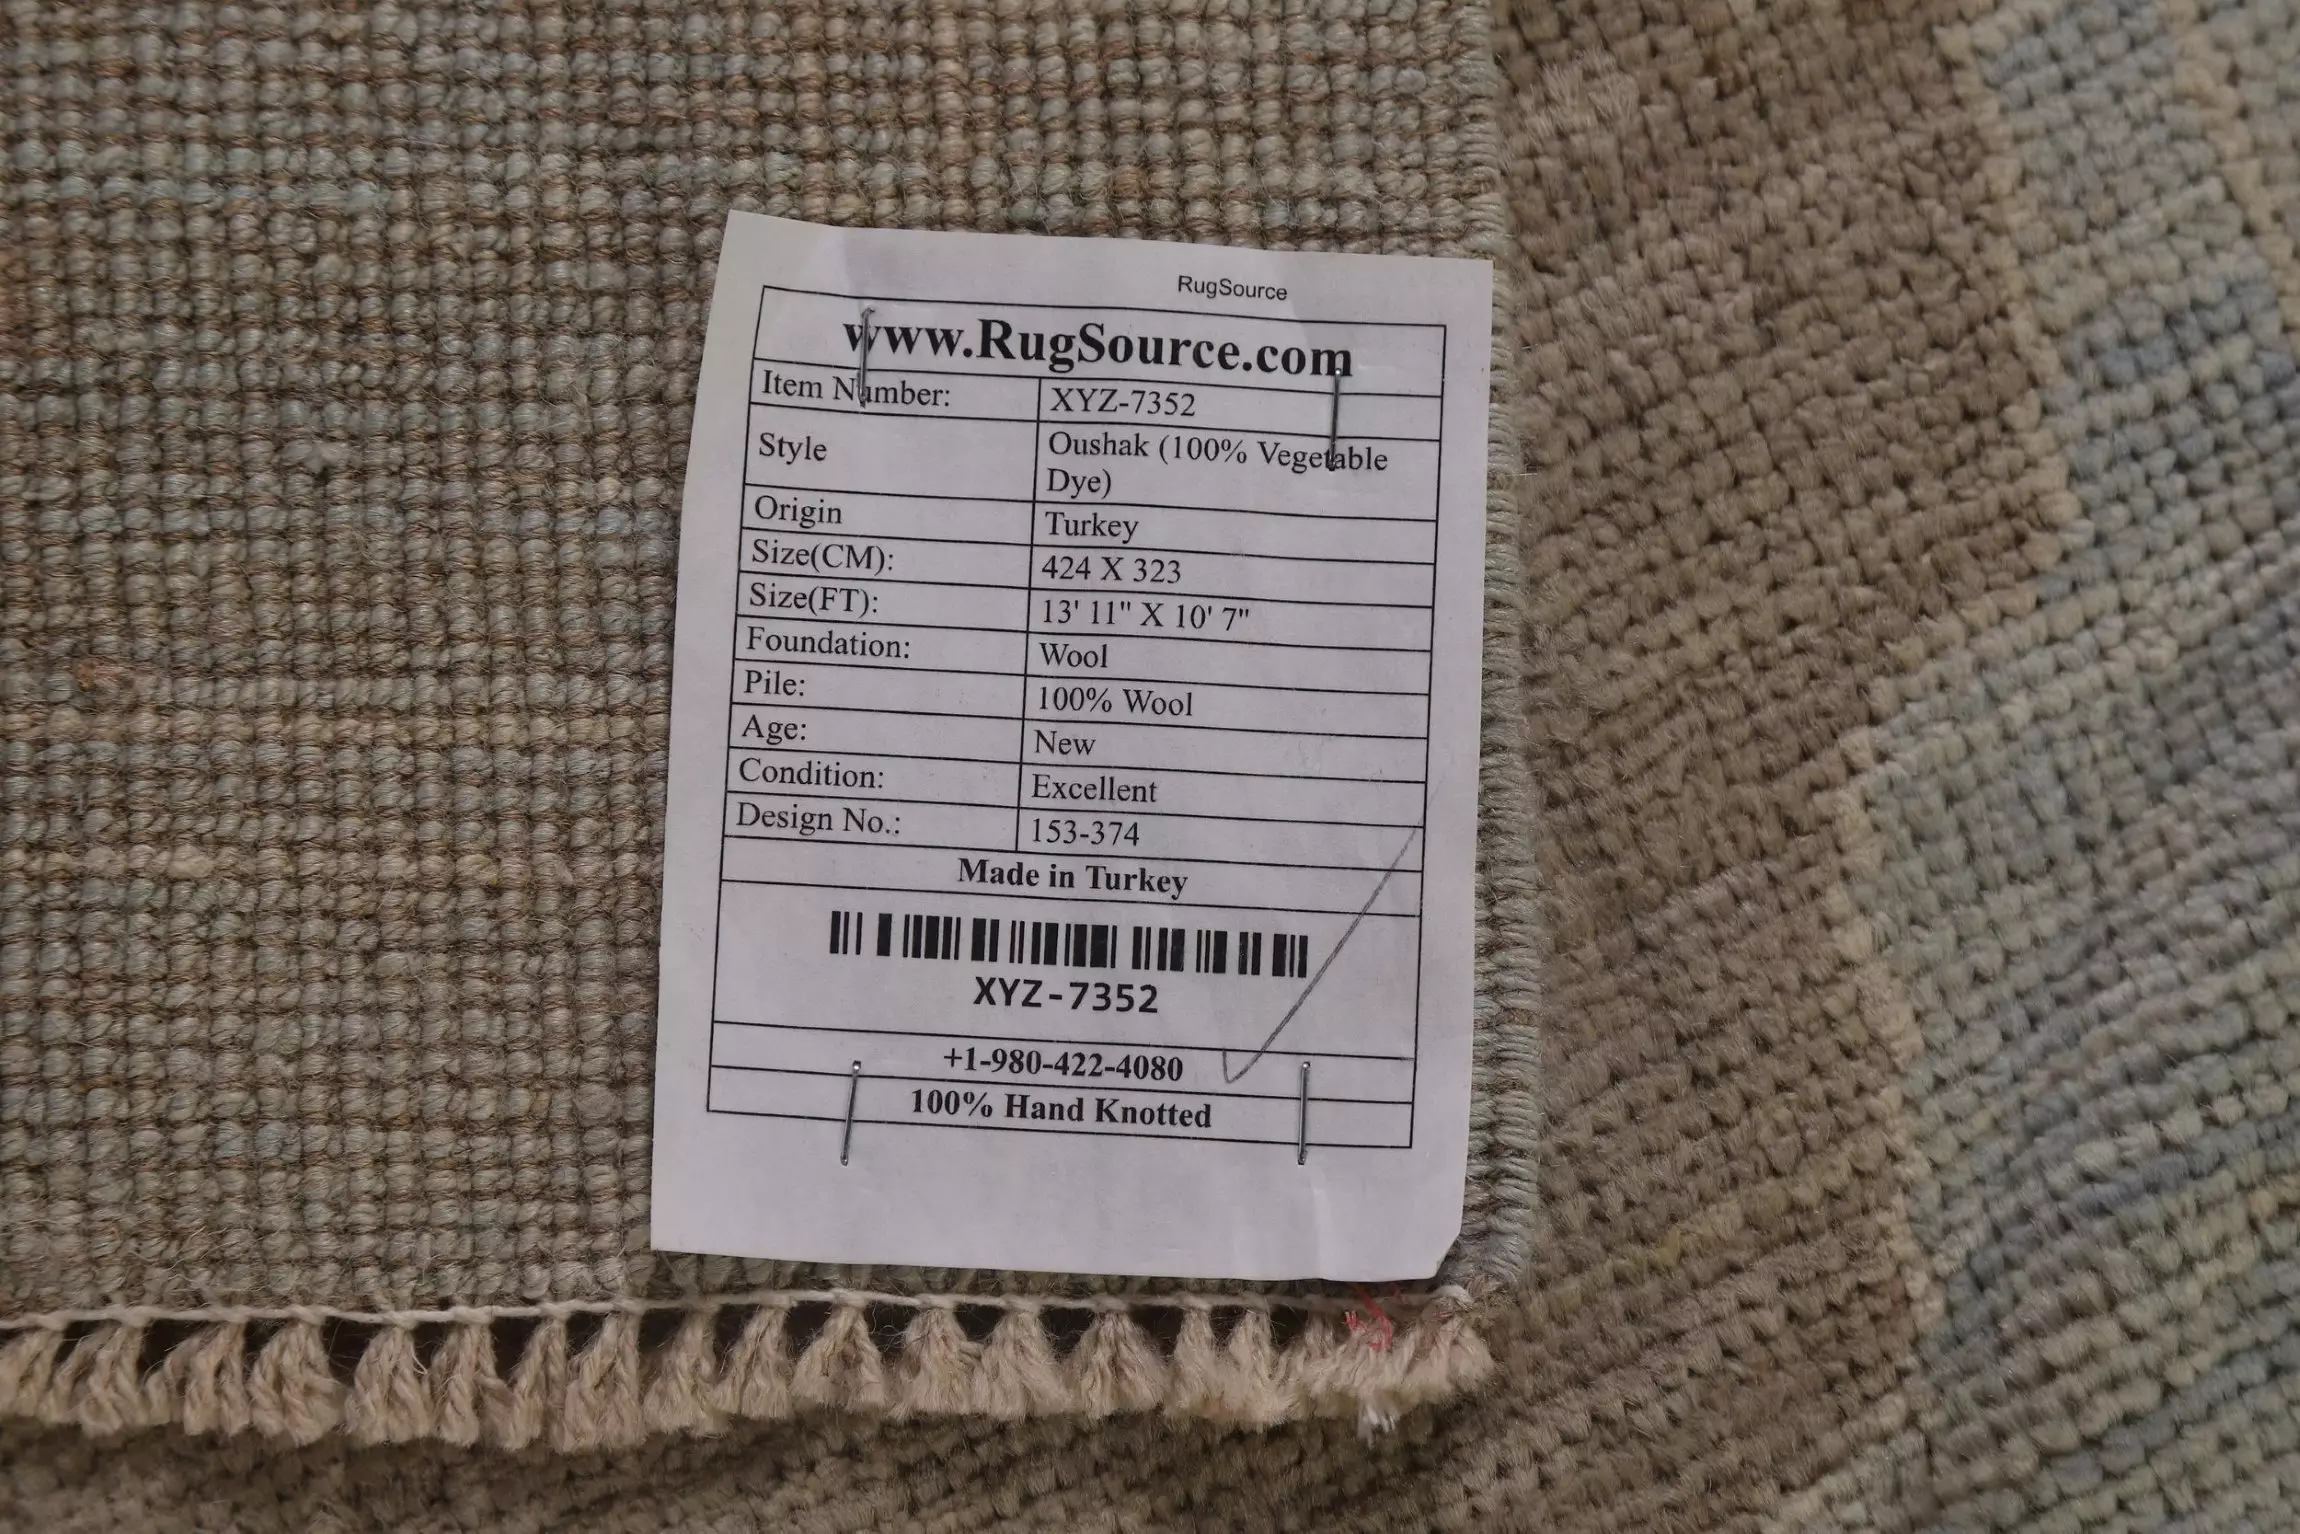 RugSource
www.RugSource.com
Item Number: XYZ-7352
Style Oushak (100% Vegetable
Dye)
Origin Turkey
Size(CM): 424 X 323
Size(FT): 13' 11" X 10' 7"
Foundation: Wool
Pile: 100% Wool
Age: New
Condition: Excellent
Design No.: 153-374
Made in Turkey
XYZ-7352
+1-980-422-4080
100% Hand Knotted